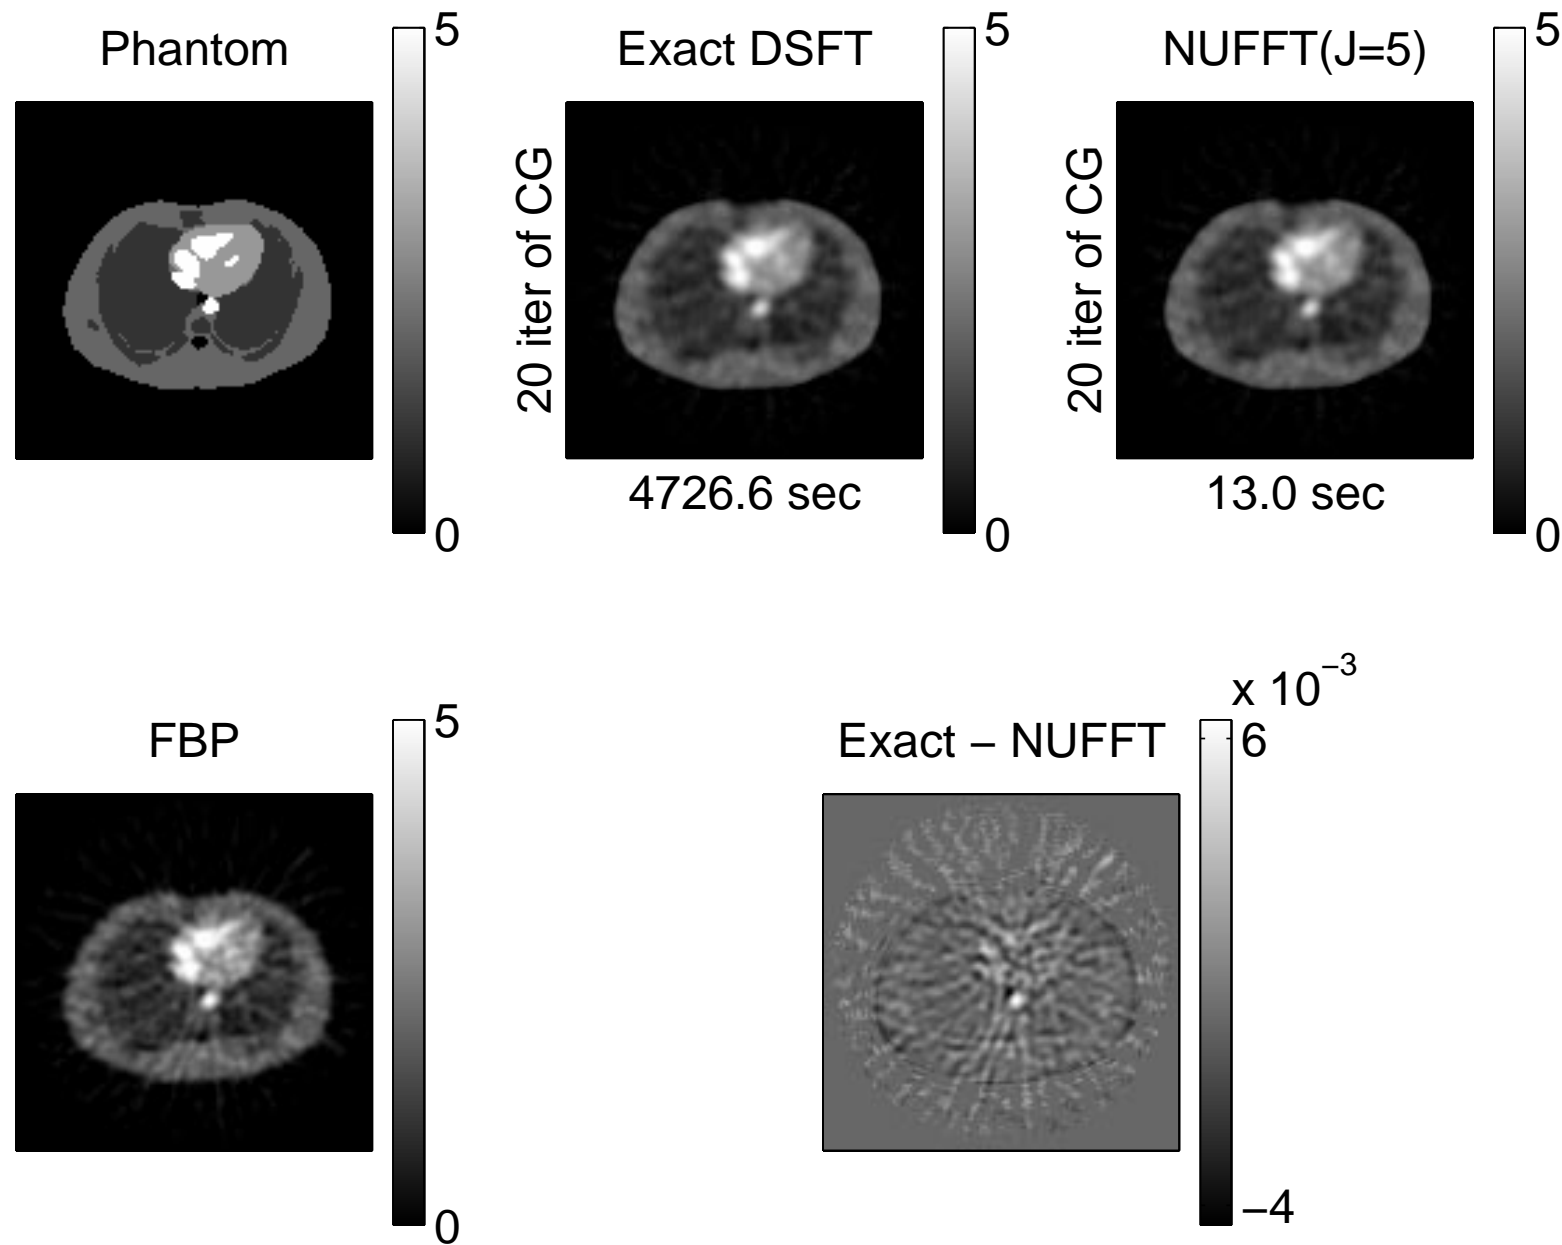 Phantom
5
0
Exact DSFT
20 iter of CG
5
0
4726.6 sec
NUFFT(J=5)
20 iter of CG
5
0
13.0 sec
FBP
5
0
Exact − NUFFT
x 10−3
6
−4